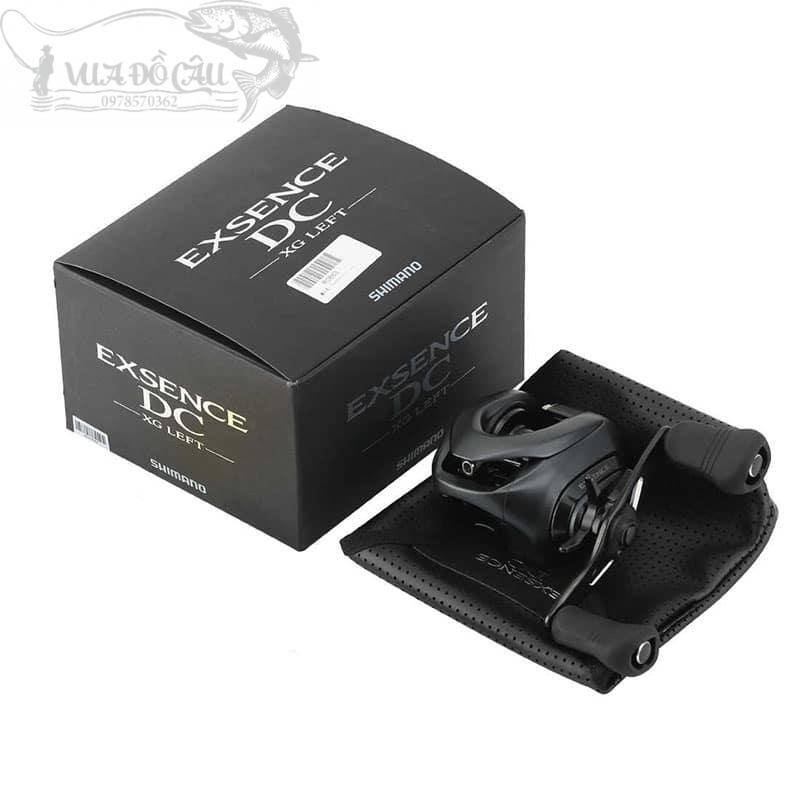 VUA ĐỒ CÂU
0978570362
EXSENCE
DC
XG LEFT
SHIMANO
EXSENCE
DC
XG LEFT
SHIMANO
EXSENCE
DC
XG LEFT
SHIMANO
EXSENCE